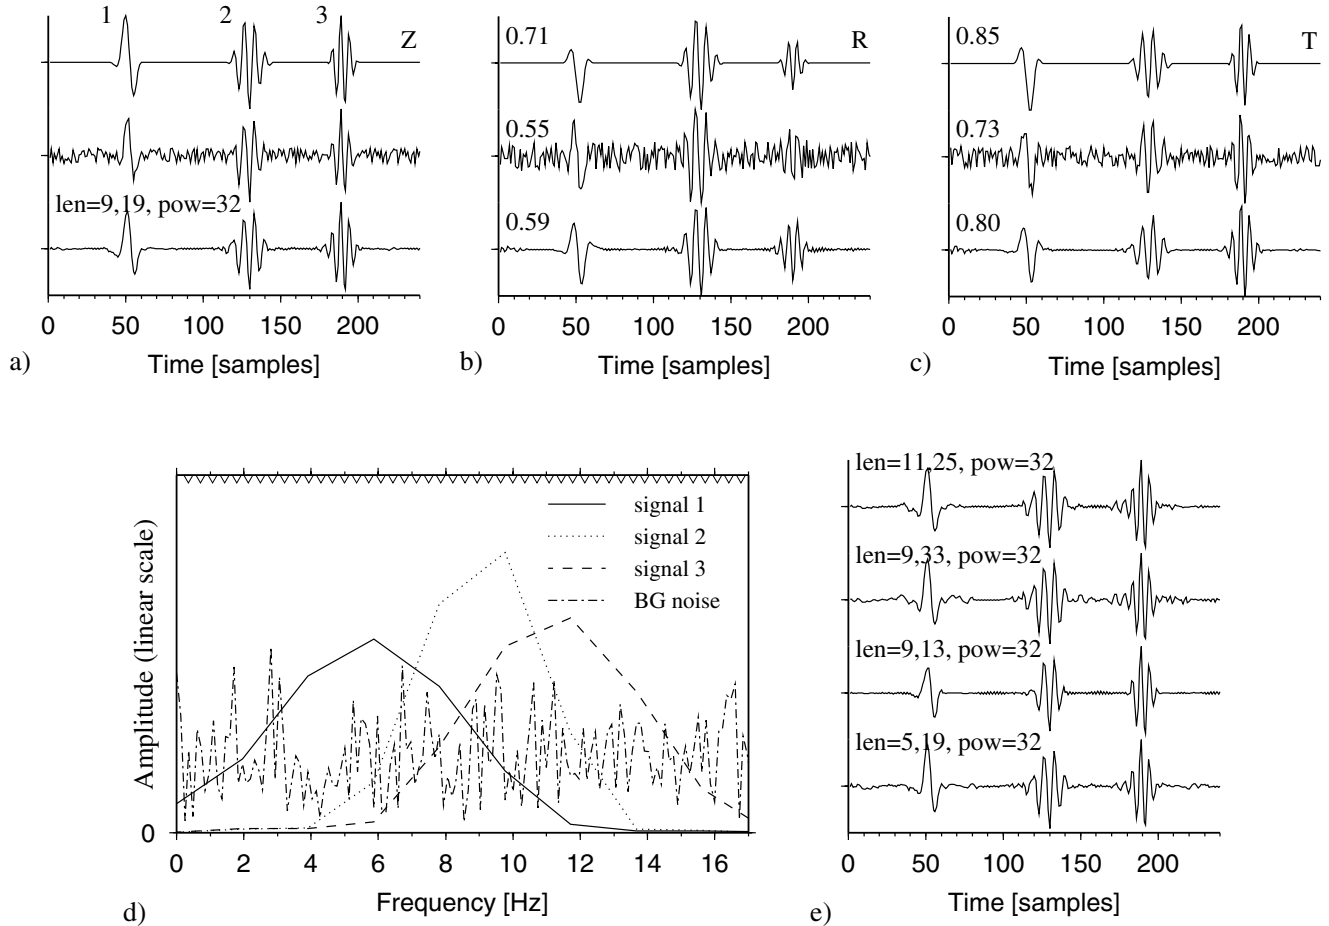 1 2 3 Z
len=9,19, pow=32
0 50 100 150 200
Time [samples]
a)
0.71 R
0.55
0.59
0 50 100 150 200
Time [samples]
b)
0.85 T
0.73
0.80
0 50 100 150 200
Time [samples]
c)
Amplitude (linear scale)
0
signal 1
signal 2
signal 3
BG noise
0 2 4 6 8 10 12 14 16
Frequency [Hz]
d)
len=11,25, pow=32
len=9,33, pow=32
len=9,13, pow=32
len=5,19, pow=32
0 50 100 150 200
Time [samples]
e)